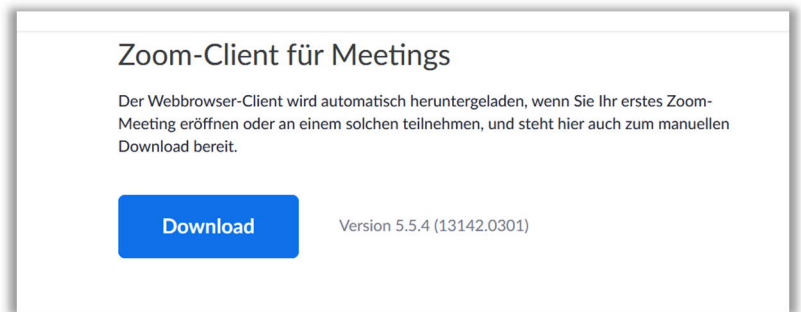 Zoom-Client für Meetings
Der Webbrowser-Client wird automatisch heruntergeladen, wenn Sie Ihr erstes Zoom-
Meeting eröffnen oder an einem solchen teilnehmen, und steht hier auch zum manuellen
Download bereit.
Download
Version 5.5.4 (13142.0301)